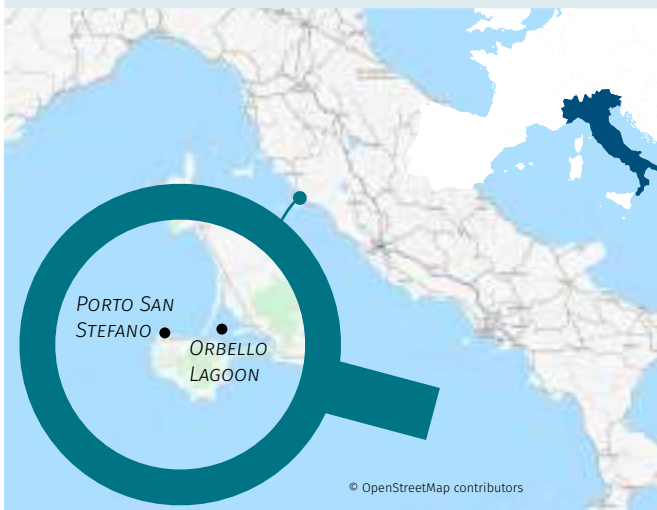 PORTO SAN
STEFANO
ORBELLO
LAGOON
© OpenStreetMap contributors